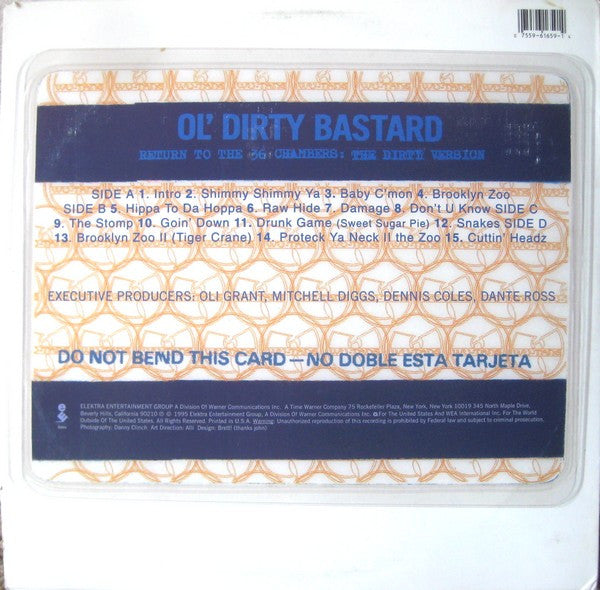 0 7559-61659-1 4
OL' DIRTY BASTARD
RETURN TO THE 36 CHAMBERS: THE DIRTY VERSION
SIDE A 1. Intro 2. Shimmy Shimmy Ya 3. Baby C'mon 4. Brooklyn Zoo
SIDE B 5. Hippa To Da Hoppa 6. Raw Hide 7. Damage 8. Don't U Know SIDE C
9. The Stomp 10. Goin' Down 11. Drunk Game (Sweet Sugar Pie) 12. Snakes SIDE D
13. Brooklyn Zoo II (Tiger Crane) 14. Proteck Ya Neck II the Zoo 15. Cuttin' Headz
EXECUTIVE PRODUCERS: OLI GRANT, MITCHELL DIGGS, DENNIS COLES, DANTE ROSS
DO NOT BEND THIS CARD—NO DOBLE ESTA TARJETA
ELEKTRA ENTERTAINMENT GROUP A Division Of Warner Communications Inc. A Time Warner Company 75 Rockefeller Plaza, New York, New York 10019 345 North Maple Drive,
Beverly Hills, California 90210 ℗ © 1995 Elektra Entertainment Group, A Division Of Warner Communications Inc. For The United States And WEA International Inc. For The World
Outside Of The United States. Printed in U.S.A. Warning: Unauthorized reproduction of this recording is prohibited by Federal law and subject to criminal prosecution.
Photography: Danny Clinch Art Direction: Alli Design: Brett! (thanks john)